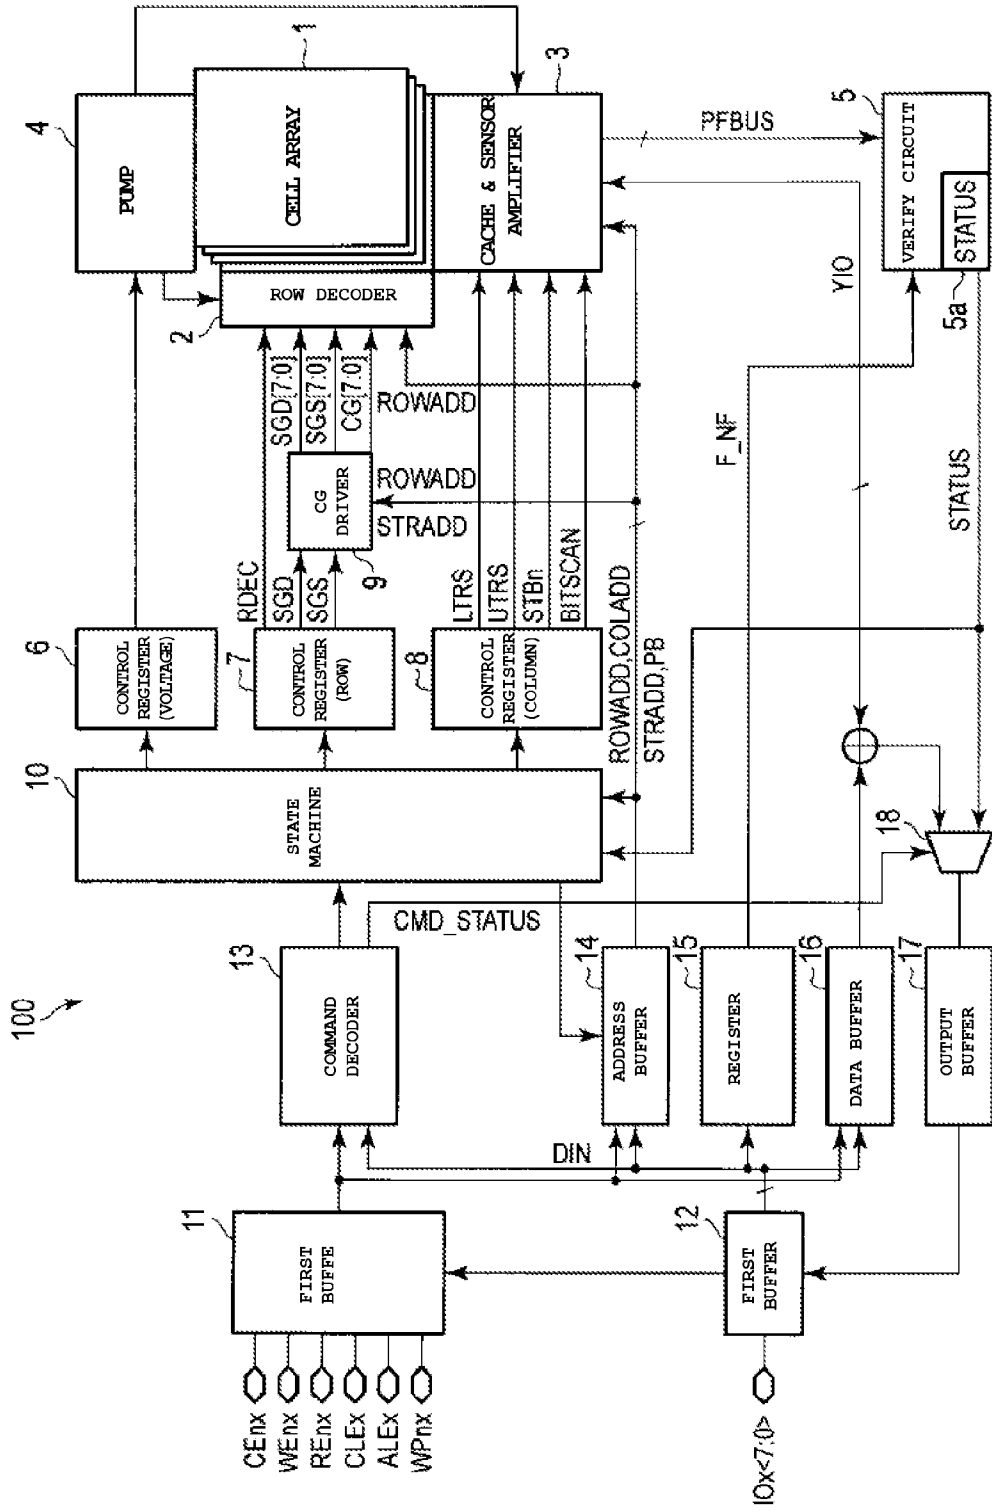 100
CEnx
WEnx
REnx
CLEx
ALEx
WPnx
IOx<7:0>
11
FIRST
BUFFE
12
FIRST
BUFFER
DIN
13
COMMAND
DECODER
CMD_STATUS
14
ADDRESS
BUFFER
15
REGISTER
16
DATA BUFFER
17
OUTPUT
BUFFER
18
10
STATE
MACHINE
6
CONTROL
REGISTER
(VOLTAGE)
7
CONTROL
REGISTER
(ROW)
8
CONTROL
REGISTER
(COLUMN)
RDEC
SGD
SGS
9
CG
DRIVER
SGD[7:0]
SGS[7:0]
CG[7:0]
ROWADD
ROWADD
STRADD
LTRS
UTRS
STBn
BITSCAN
ROWADD,COLADD
STRADD,PB
F_NF
YIO
STATUS
4
PUMP
1
CELL ARRAY
2
ROW DECODER
3
CACHE & SENSOR
AMPLIFIER
PFBUS
5
VERIFY CIRCUIT
STATUS
5a